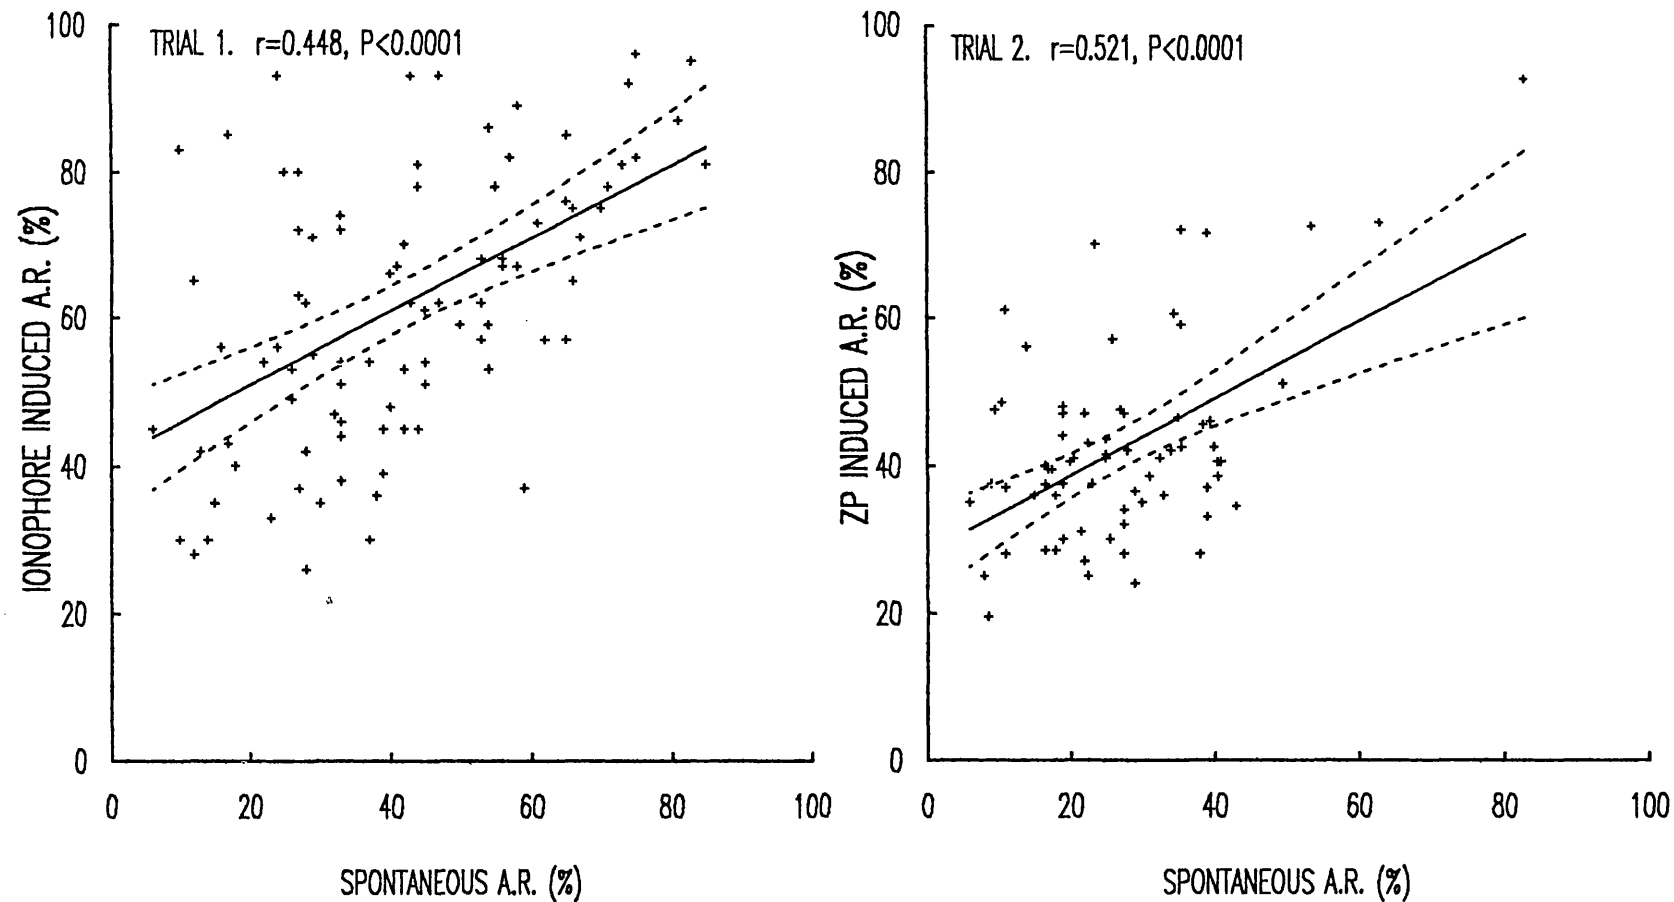 TRIAL 1. r=0.448, P<0.0001
100
80
60
40
20
0
IONOPHORE INDUCED A.R. (%)
0 20 40 60 80 100
SPONTANEOUS A.R. (%)
TRIAL 2. r=0.521, P<0.0001
100
80
60
40
20
0
ZP INDUCED A.R. (%)
0 20 40 60 80 100
SPONTANEOUS A.R. (%)